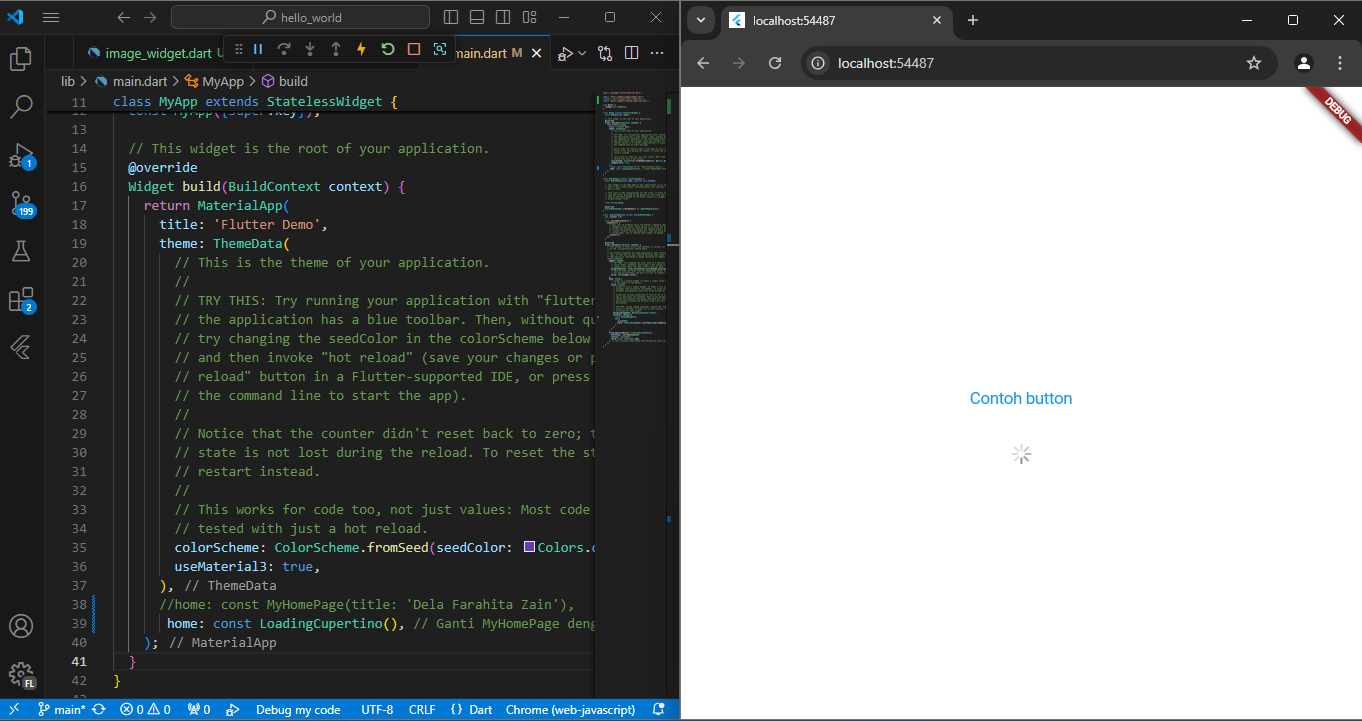 hello_world
image_widget.dart U
main.dart M
lib > main.dart > MyApp > build
11 class MyApp extends StatelessWidget {
12 const MyApp({super.key});
13
14 // This widget is the root of your application.
15 @override
16 Widget build(BuildContext context) {
17 return MaterialApp(
18 title: 'Flutter Demo',
19 theme: ThemeData(
20 // This is the theme of your application.
21 //
22 // TRY THIS: Try running your application with "flutter
23 // the application has a blue toolbar. Then, without qu
24 // try changing the seedColor in the colorScheme below
25 // and then invoke "hot reload" (save your changes or p
26 // reload" button in a Flutter-supported IDE, or press
27 // the command line to start the app).
28 //
29 // Notice that the counter didn't reset back to zero; t
30 // state is not lost during the reload. To reset the st
31 // restart instead.
32 //
33 // This works for code too, not just values: Most code
34 // tested with just a hot reload.
35 colorScheme: ColorScheme.fromSeed(seedColor: Colors.d
36 useMaterial3: true,
37 ), // ThemeData
38 //home: const MyHomePage(title: 'Dela Farahita Zain'),
39 home: const LoadingCupertino(), // Ganti MyHomePage deng
40 ); // MaterialApp
41 }
42 }
1
199
2
FL
main* 0 0 0 Debug my code UTF-8 CRLF {} Dart Chrome (web-javascript)
localhost:54487
localhost:54487
DEBUG
Contoh button